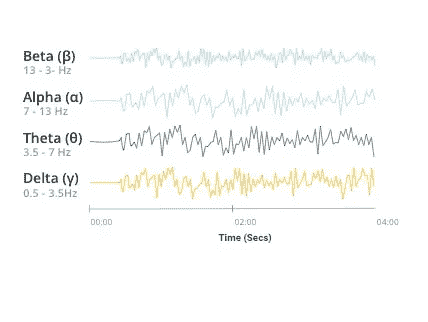 Beta (β)
13 - 3- Hz
Alpha (α)
7 - 13 Hz
Theta (θ)
3.5 - 7 Hz
Delta (γ)
0.5 - 3.5Hz
00:00 02:00 04:00
Time (Secs)